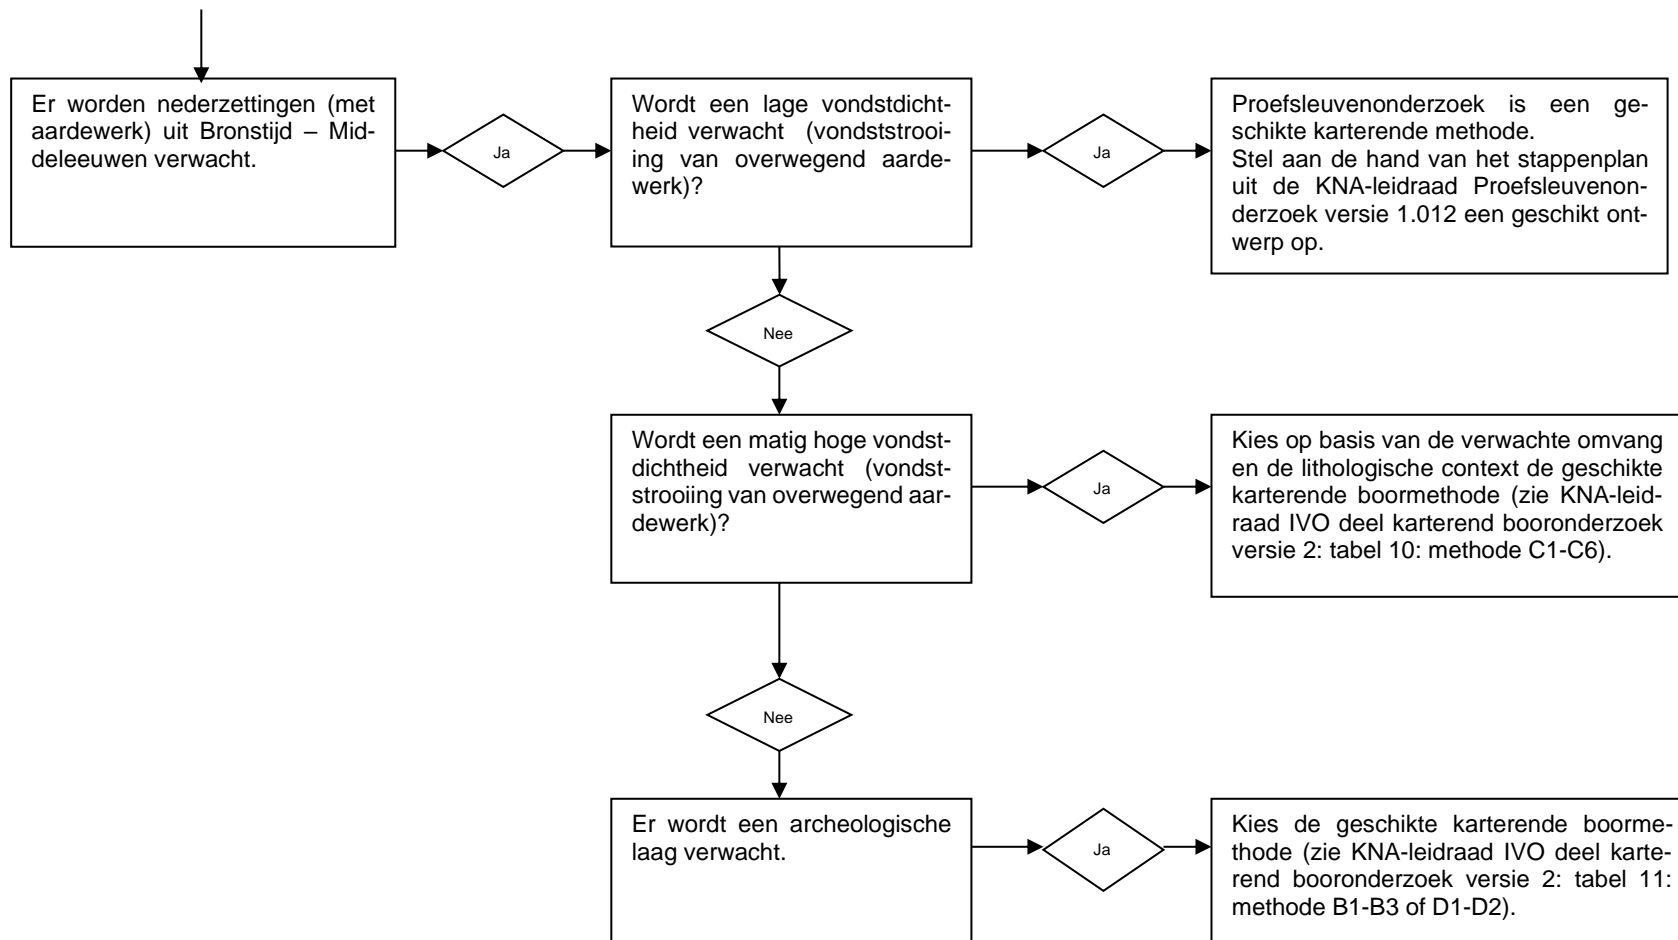 Er worden nederzettingen (met
aardewerk) uit Bronstijd – Mid-
deleeuwen verwacht.
Ja
Wordt een lage vondstdicht-
heid verwacht (vondststrooi-
ing van overwegend aarde-
werk)?
Ja
Proefsleuvenonderzoek is een ge-
schikte karterende methode.
Stel aan de hand van het stappenplan
uit de KNA-leidraad Proefsleuvenon-
derzoek versie 1.012 een geschikt ont-
werp op.
Nee
Wordt een matig hoge vondst-
dichtheid verwacht (vondst-
strooiing van overwegend aar-
dewerk)?
Ja
Kies op basis van de verwachte omvang
en de lithologische context de geschikte
karterende boormethode (zie KNA-leid-
raad IVO deel karterend booronderzoek
versie 2: tabel 10: methode C1-C6).
Nee
Er wordt een archeologische
laag verwacht.
Ja
Kies de geschikte karterende boorme-
thode (zie KNA-leidraad IVO deel karte-
rend booronderzoek versie 2: tabel 11:
methode B1-B3 of D1-D2).